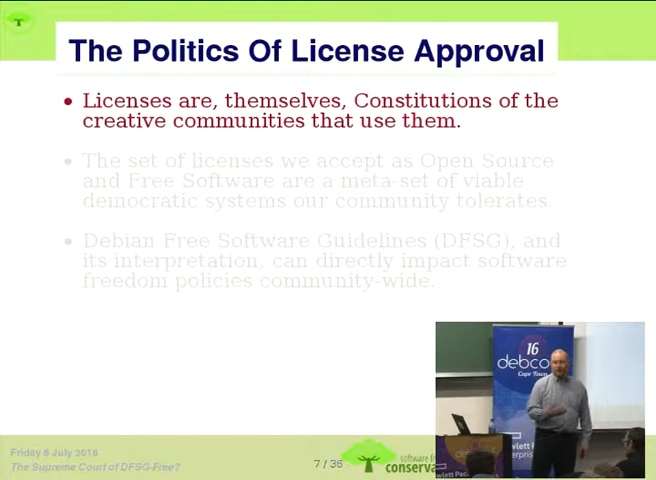 The Politics Of License Approval
• Licenses are, themselves, Constitutions of the
creative communities that use them.
• The set of licenses we accept as Open Source
and Free Software are a meta-set of viable
democratic systems our community tolerates.
• Debian Free Software Guidelines (DFSG), and
its interpretation, can directly impact software
freedom policies community-wide.
16
debco
Cape Town
Friday 8 July 2016
The Supreme Court of DFSG-Free?
7 / 36
software
conserva